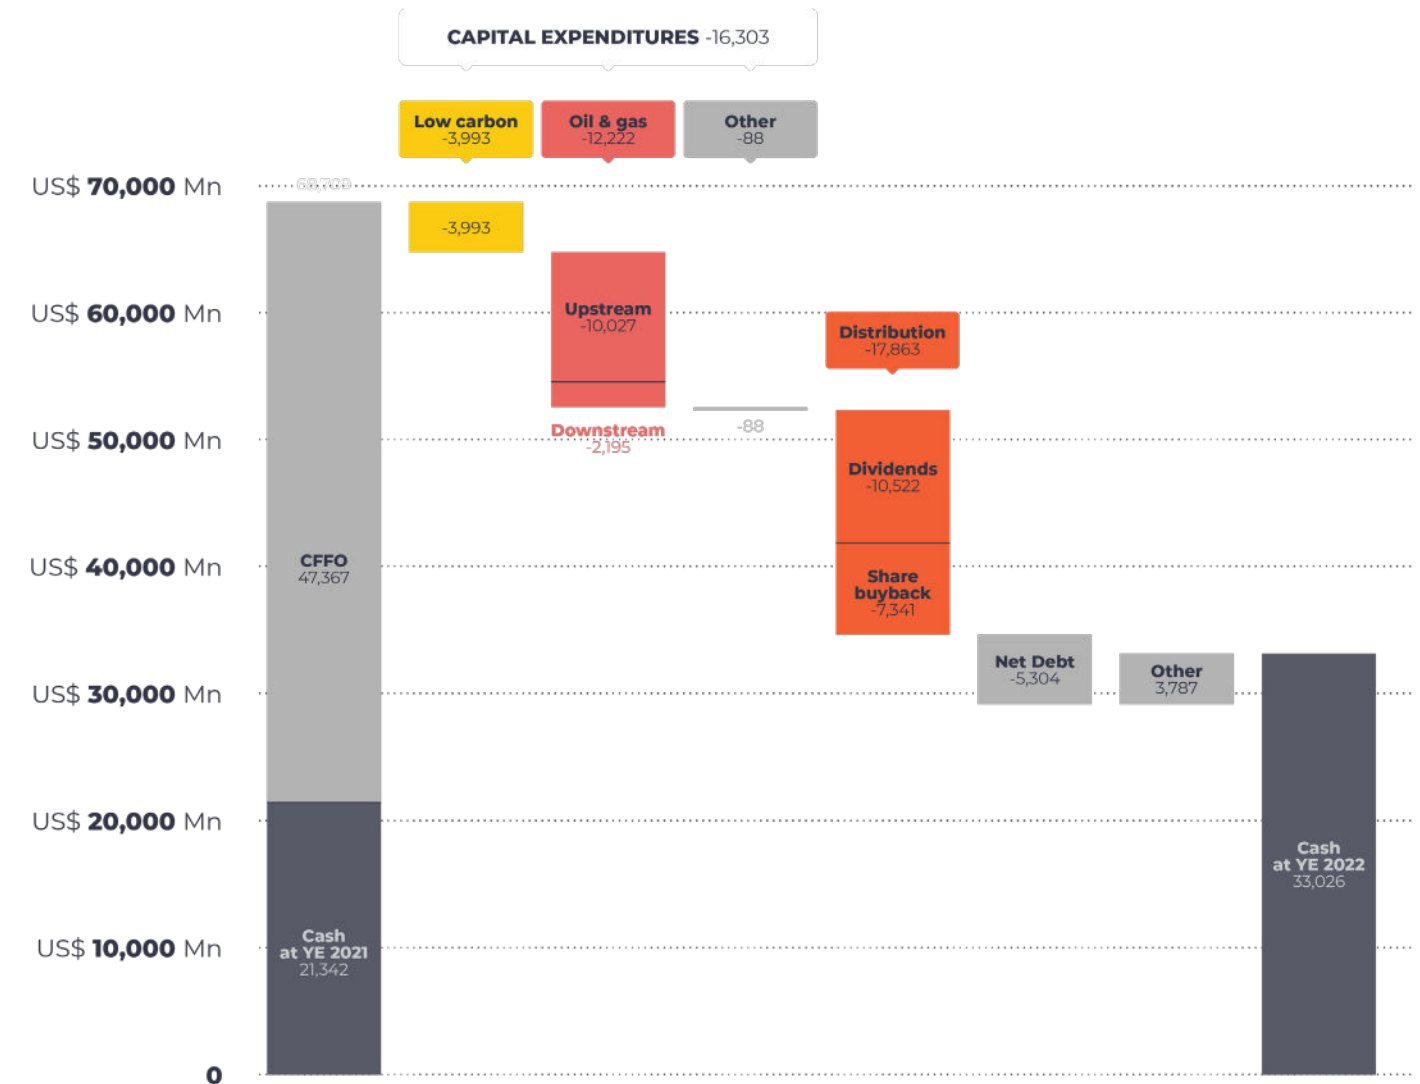 CAPITAL EXPENDITURES -16,303
Low carbon
-3,993
Oil & gas
-12,222
Other
-88
US$ 70,000 Mn
68,709
-3,993
US$ 60,000 Mn
Upstream
-10,027
Distribution
-17,863
US$ 50,000 Mn
Downstream
-2,195
-88
Dividends
-10,522
US$ 40,000 Mn
CFFO
47,367
Share
buyback
-7,341
US$ 30,000 Mn
Net Debt
-5,304
Other
3,787
US$ 20,000 Mn
Cash
at YE 2022
33,026
US$ 10,000 Mn
Cash
at YE 2021
21,342
0